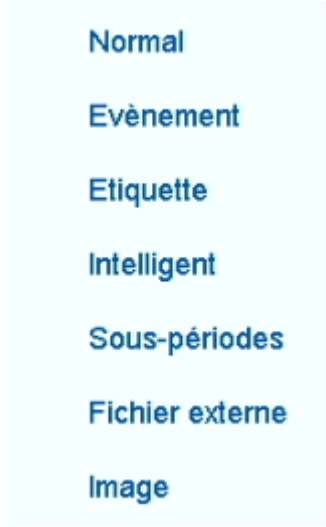 Normal
Evènement
Etiquette
Intelligent
Sous-périodes
Fichier externe
Image